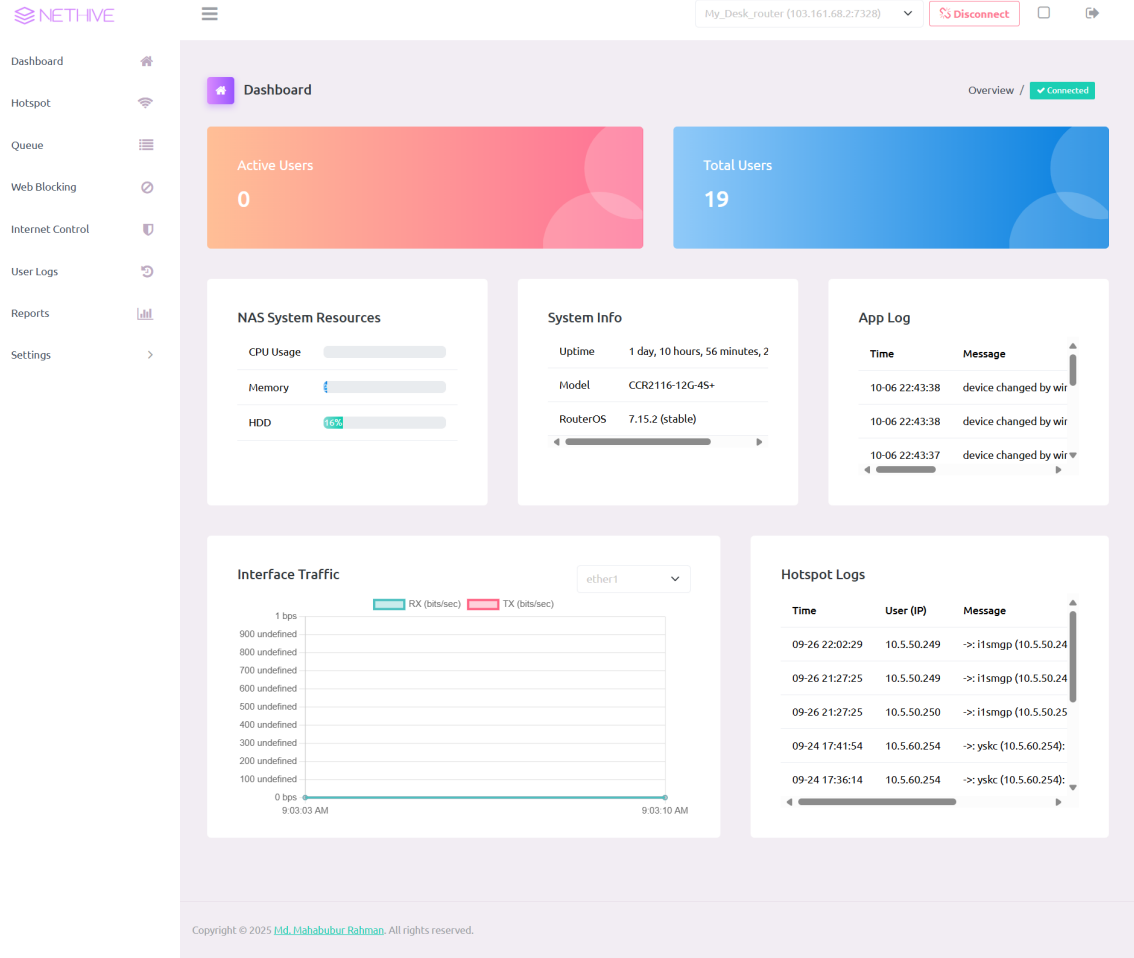 NETHIVE
My_Desk_router (103.161.68.2:7328)
Disconnect
Dashboard
Hotspot
Queue
Web Blocking
Internet Control
User Logs
Reports
Settings
Dashboard
Overview / Connected
Active Users
0
Total Users
19
NAS System Resources
CPU Usage
Memory
HDD 16%
System Info
Uptime 1 day, 10 hours, 56 minutes, 2
Model CCR2116-12G-4S+
RouterOS 7.15.2 (stable)
App Log
Time Message
10-06 22:43:38 device changed by wir
10-06 22:43:38 device changed by wir
10-06 22:43:37 device changed by wir
Interface Traffic
ether1
RX (bits/sec) TX (bits/sec)
1 bps
900 undefined
800 undefined
700 undefined
600 undefined
500 undefined
400 undefined
300 undefined
200 undefined
100 undefined
0 bps
9:03:03 AM 9:03:10 AM
Hotspot Logs
Time User (IP) Message
09-26 22:02:29 10.5.50.249 ->: i1smgp (10.5.50.24
09-26 21:27:25 10.5.50.249 ->: i1smgp (10.5.50.24
09-26 21:27:25 10.5.50.250 ->: i1smgp (10.5.50.25
09-24 17:41:54 10.5.60.254 ->: yskc (10.5.60.254):
09-24 17:36:14 10.5.60.254 ->: yskc (10.5.60.254):
Copyright © 2025 Md. Mahabubur Rahman. All rights reserved.